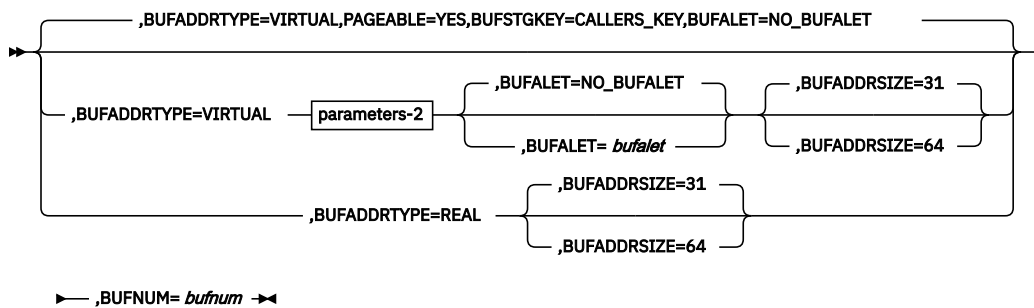 ,BUFADDRTYPE=VIRTUAL,PAGEABLE=YES,BUFSTGKEY=CALLERS_KEY,BUFALET=NO_BUFALET
,BUFADDRTYPE=VIRTUAL
parameters-2
,BUFALET=NO_BUFALET
,BUFALET= bufalet
,BUFADDRSIZE=31
,BUFADDRSIZE=64
,BUFADDRTYPE=REAL
,BUFADDRSIZE=31
,BUFADDRSIZE=64
,BUFNUM= bufnum